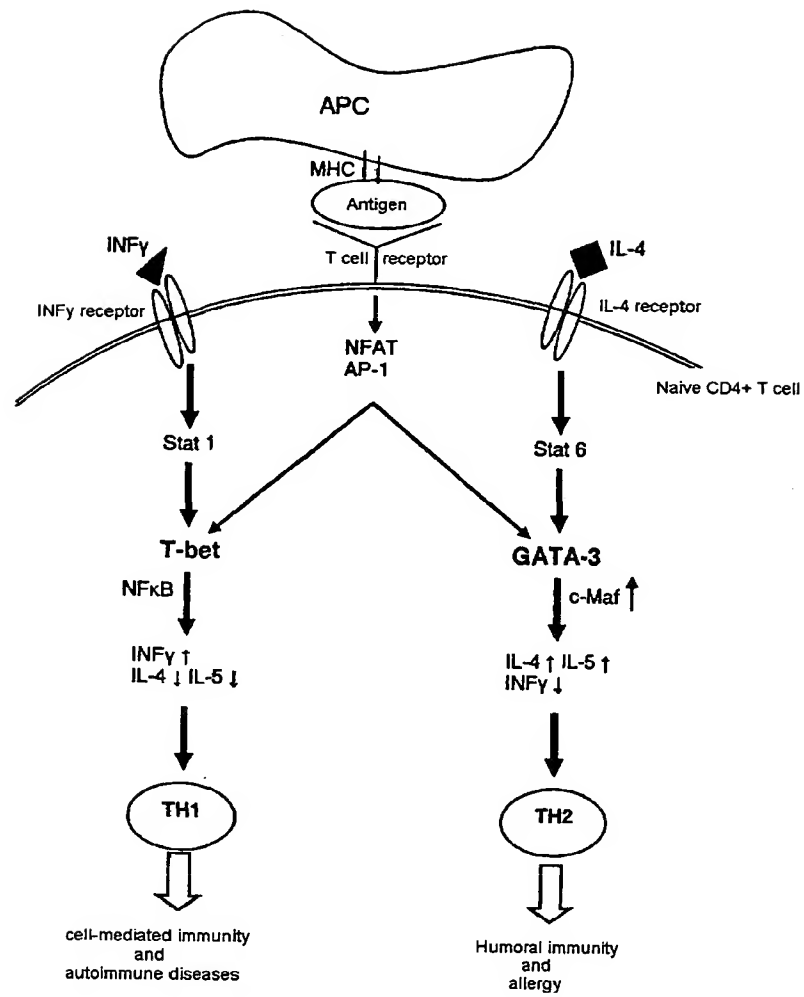 APC
MHC
Antigen
T cell receptor
INFγ
IL-4
INFγ receptor
IL-4 receptor
NFAT
AP-1
Naive CD4+ T cell
Stat 1
Stat 6
T-bet
GATA-3
NFκB
c-Maf ↑
INFγ ↑
IL-4 ↓ IL-5 ↓
IL-4 ↑ IL-5 ↑
INFγ ↓
TH1
TH2
cell-mediated immunity
and
autoimmune diseases
Humoral immunity
and
allergy